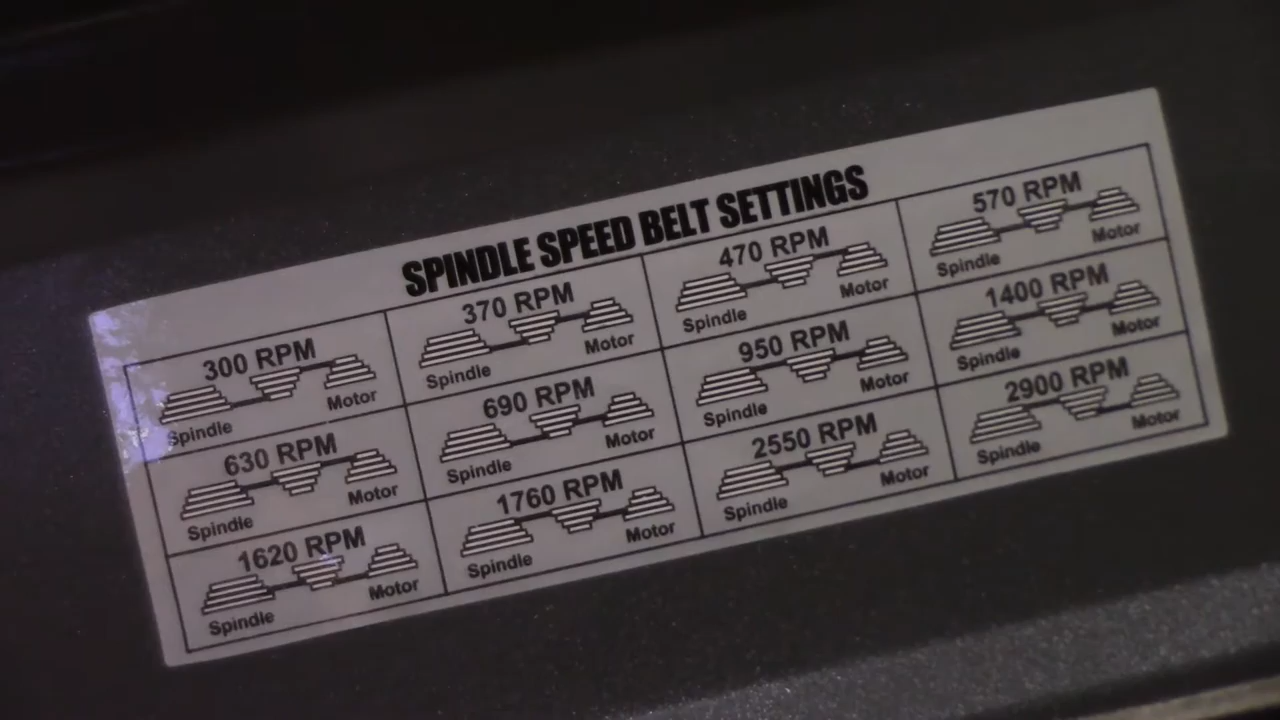 SPINDLE SPEED BELT SETTINGS
300 RPM
Spindle Motor
370 RPM
Spindle Motor
470 RPM
Spindle Motor
570 RPM
Spindle Motor
630 RPM
Spindle Motor
690 RPM
Spindle Motor
950 RPM
Spindle Motor
1400 RPM
Spindle Motor
1620 RPM
Spindle Motor
1760 RPM
Spindle Motor
2550 RPM
Spindle Motor
2900 RPM
Spindle Motor